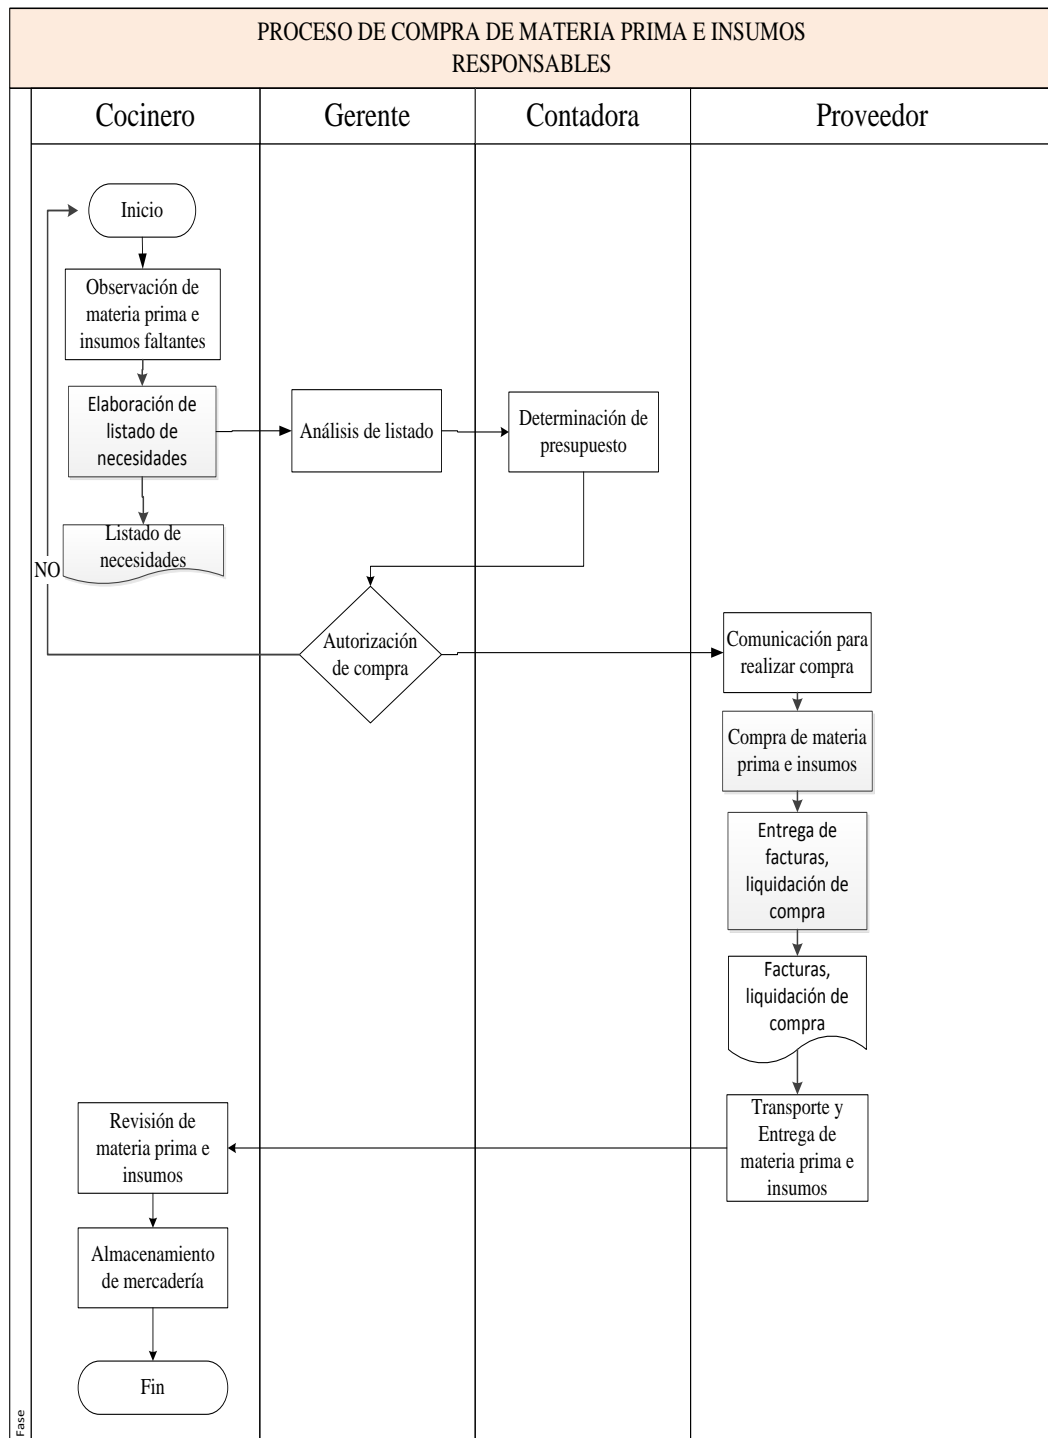 PROCESO DE COMPRA DE MATERIA PRIMA E INSUMOS
RESPONSABLES
Cocinero
Gerente
Contadora
Proveedor
Inicio
Observación de
materia prima e
insumos faltantes
Elaboración de
listado de
necesidades
Análisis de listado
Determinación de
presupuesto
Listado de
necesidades
NO
Autorización
de compra
Comunicación para
realizar compra
Compra de materia
prima e insumos
Entrega de
facturas,
liquidación de
compra
Facturas,
liquidación de
compra
Transporte y
Entrega de
materia prima e
insumos
Revisión de
materia prima e
insumos
Almacenamiento
de mercadería
Fin
Fase